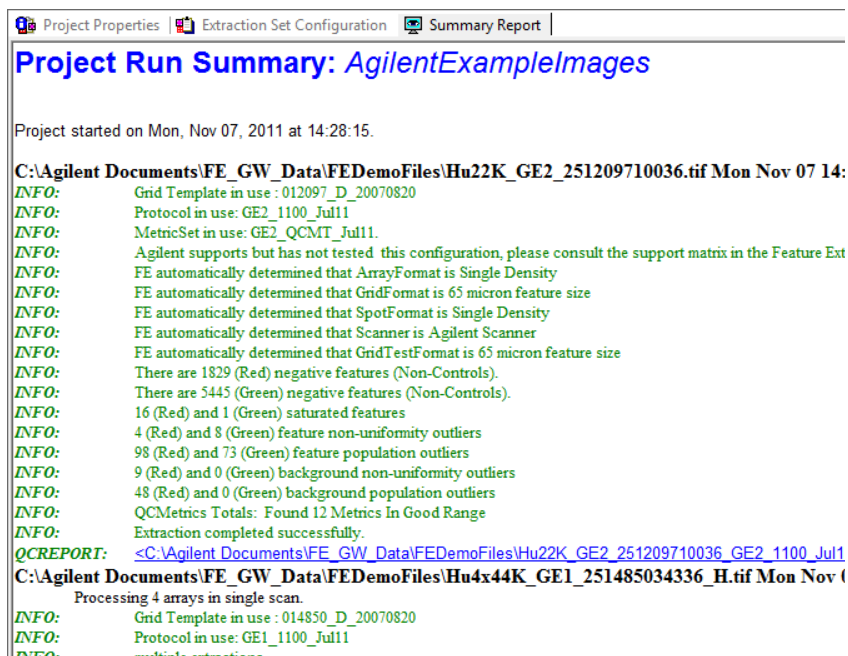 Project Properties Extraction Set Configuration Summary Report
Project Run Summary: AgilentExampleImages
Project started on Mon, Nov 07, 2011 at 14:28:15.
C:\Agilent Documents\FE_GW_Data\FEDemoFiles\Hu22K_GE2_251209710036.tif Mon Nov 07 14:
INFO: Grid Template in use : 012097_D_20070820
INFO: Protocol in use: GE2_1100_Jul11
INFO: MetricSet in use: GE2_QCMT_Jul11.
INFO: Agilent supports but has not tested this configuration, please consult the support matrix in the Feature Ext
INFO: FE automatically determined that ArrayFormat is Single Density
INFO: FE automatically determined that GridFormat is 65 micron feature size
INFO: FE automatically determined that SpotFormat is Single Density
INFO: FE automatically determined that Scanner is Agilent Scanner
INFO: FE automatically determined that GridTestFormat is 65 micron feature size
INFO: There are 1829 (Red) negative features (Non-Controls).
INFO: There are 5445 (Green) negative features (Non-Controls).
INFO: 16 (Red) and 1 (Green) saturated features
INFO: 4 (Red) and 8 (Green) feature non-uniformity outliers
INFO: 98 (Red) and 73 (Green) feature population outliers
INFO: 9 (Red) and 0 (Green) background non-uniformity outliers
INFO: 48 (Red) and 0 (Green) background population outliers
INFO: QCMetrics Totals: Found 12 Metrics In Good Range
INFO: Extraction completed successfully.
QCREPORT: <C:\Agilent Documents\FE_GW_Data\FEDemoFiles\Hu22K_GE2_251209710036_GE2_1100_Jul1
C:\Agilent Documents\FE_GW_Data\FEDemoFiles\Hu4x44K_GE1_251485034336_H.tif Mon Nov 0
Processing 4 arrays in single scan.
INFO: Grid Template in use : 014850_D_20070820
INFO: Protocol in use: GE1_1100_Jul11
INFO: multiple extractions